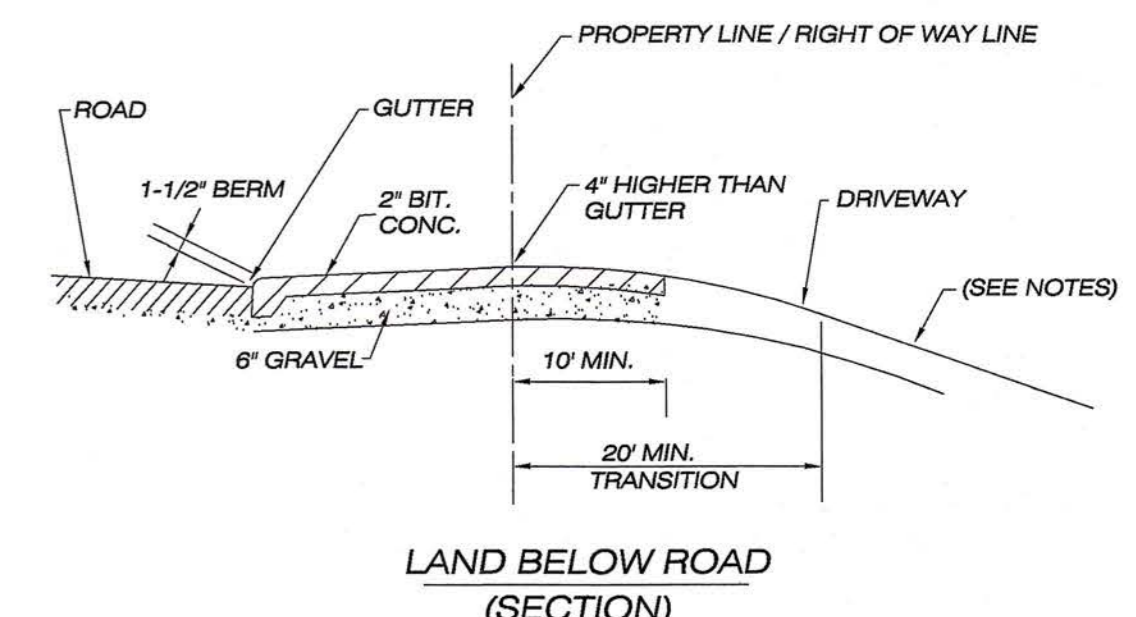 PROPERTY LINE / RIGHT OF WAY LINE
ROAD
GUTTER
1-1/2" BERM
2" BIT.
CONC.
4" HIGHER THAN
GUTTER
DRIVEWAY
(SEE NOTES)
6" GRAVEL
10' MIN.
20' MIN.
TRANSITION
LAND BELOW ROAD
(SECTION)